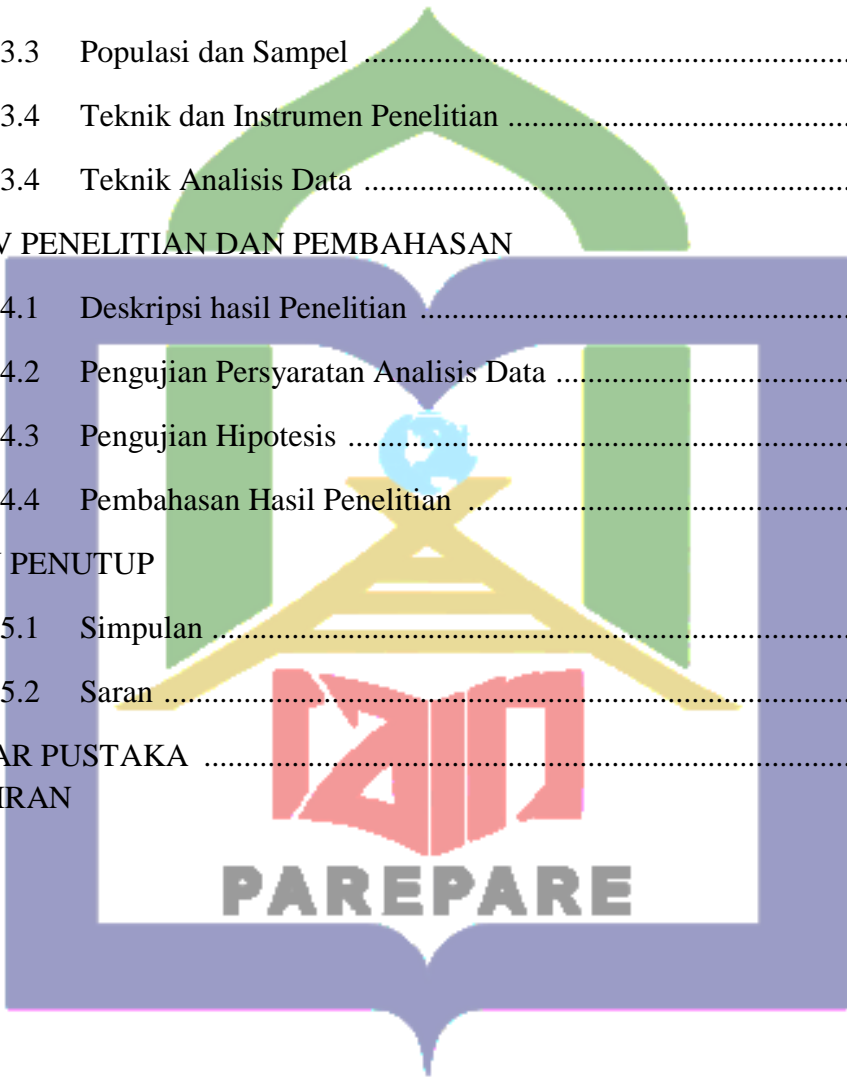 3.3 Populasi dan Sampel ..........................................................................
3.4 Teknik dan Instrumen Penelitian ..................................................
3.4 Teknik Analisis Data ..........................................................................
V PENELITIAN DAN PEMBAHASAN
4.1 Deskripsi hasil Penelitian ................................................................
4.2 Pengujian Persyaratan Analisis Data ...........................................
4.3 Pengujian Hipotesis ............................................................................
4.4 Pembahasan Hasil Penelitian .........................................................
PENUTUP
5.1 Simpulan ................................................................................................
5.2 Saran ........................................................................................................
AR PUSTAKA ................................................................................................
IRAN
iain
PAREPARE